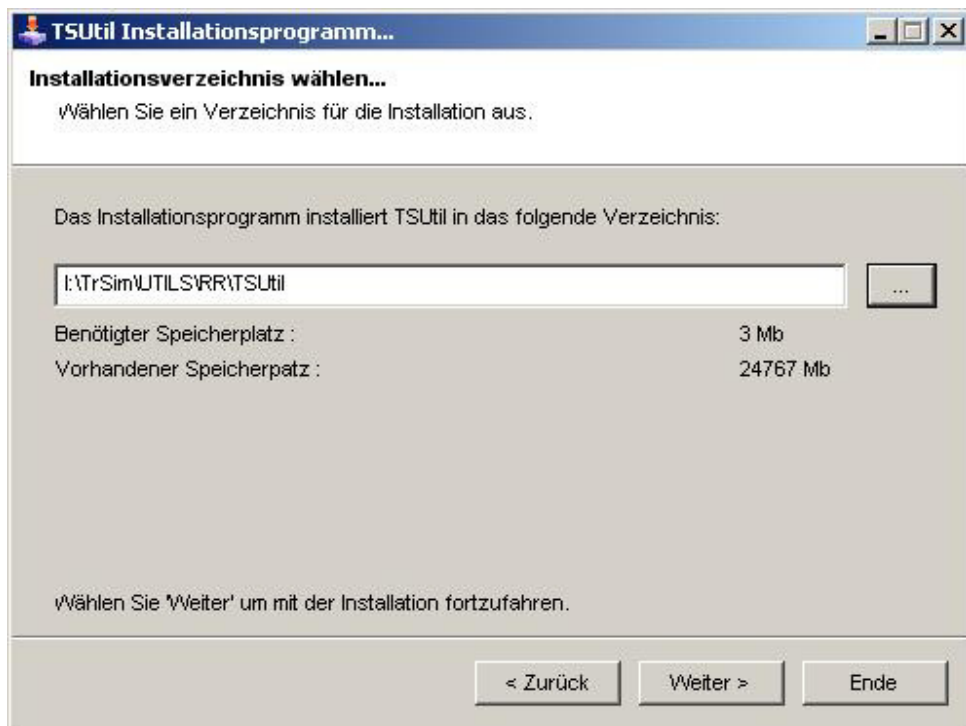 TSUtil Installationsprogramm...
Installationsverzeichnis wählen...
Wählen Sie ein Verzeichnis für die Installation aus.
Das Installationsprogramm installiert TSUtil in das folgende Verzeichnis:
I:\TrSim\UTILS\RR\TSUtil
...
Benötigter Speicherplatz : 3 Mb
Vorhandener Speicherpatz : 24767 Mb
Wählen Sie 'Weiter' um mit der Installation fortzufahren.
< Zurück Weiter > Ende